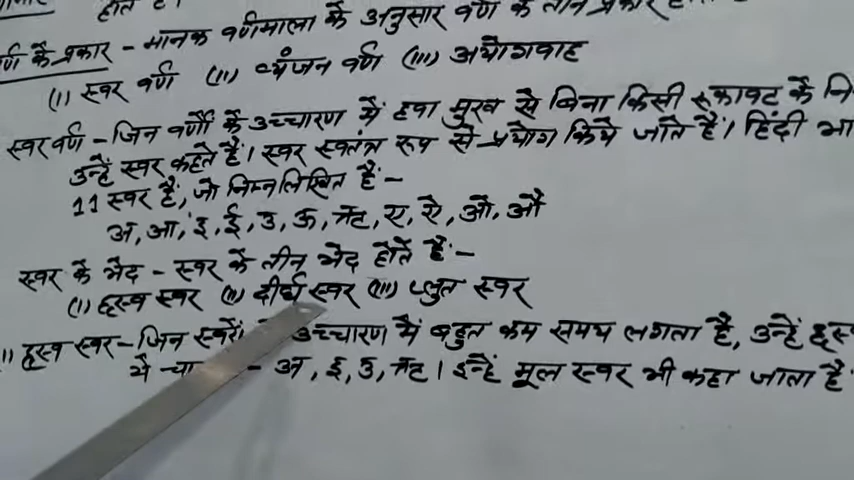 होते है।
वर्ण के प्रकार - मानक वर्णमाला के अनुसार वर्ण के तीन प्रकार होते
(i) स्वर वर्ण (ii) व्यंजन वर्ण (iii) अयोगवाह
स्वर वर्ण - जिन वर्णों के उच्चारण में हवा मुख से बिना किसी रुकावट के नि
उन्हें स्वर कहते हैं। स्वर स्वतंत्र रूप से प्रयोग किये जाते है। हिंदी भा
11 स्वर हैं, जो निम्नलिखित हैं -
अ, आ, इ, ई, उ, ऊ, ऋ, ए, ऐ, ओ, औ
स्वर के भेद - स्वर के तीन भेद होते हैं -
(i) ह्रस्व स्वर (ii) दीर्घ स्वर (iii) प्लुत स्वर
ह्रस्व स्वर - जिन स्वरों उच्चारण में बहुत कम समय लगता है, उन्हें ह्रस्व
ये चा - अ, इ, उ, ऋ। इन्हें मूल स्वर भी कहा जाता है